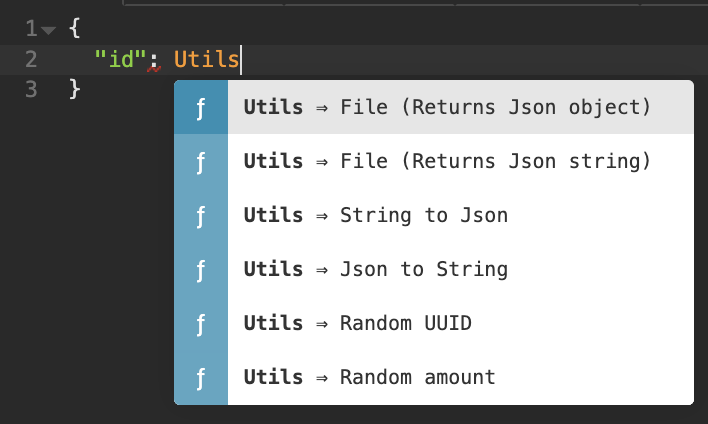 1 {
2 "id": Utils
3 }
ƒ Utils ⇒ File (Returns Json object)
ƒ Utils ⇒ File (Returns Json string)
ƒ Utils ⇒ String to Json
ƒ Utils ⇒ Json to String
ƒ Utils ⇒ Random UUID
ƒ Utils ⇒ Random amount